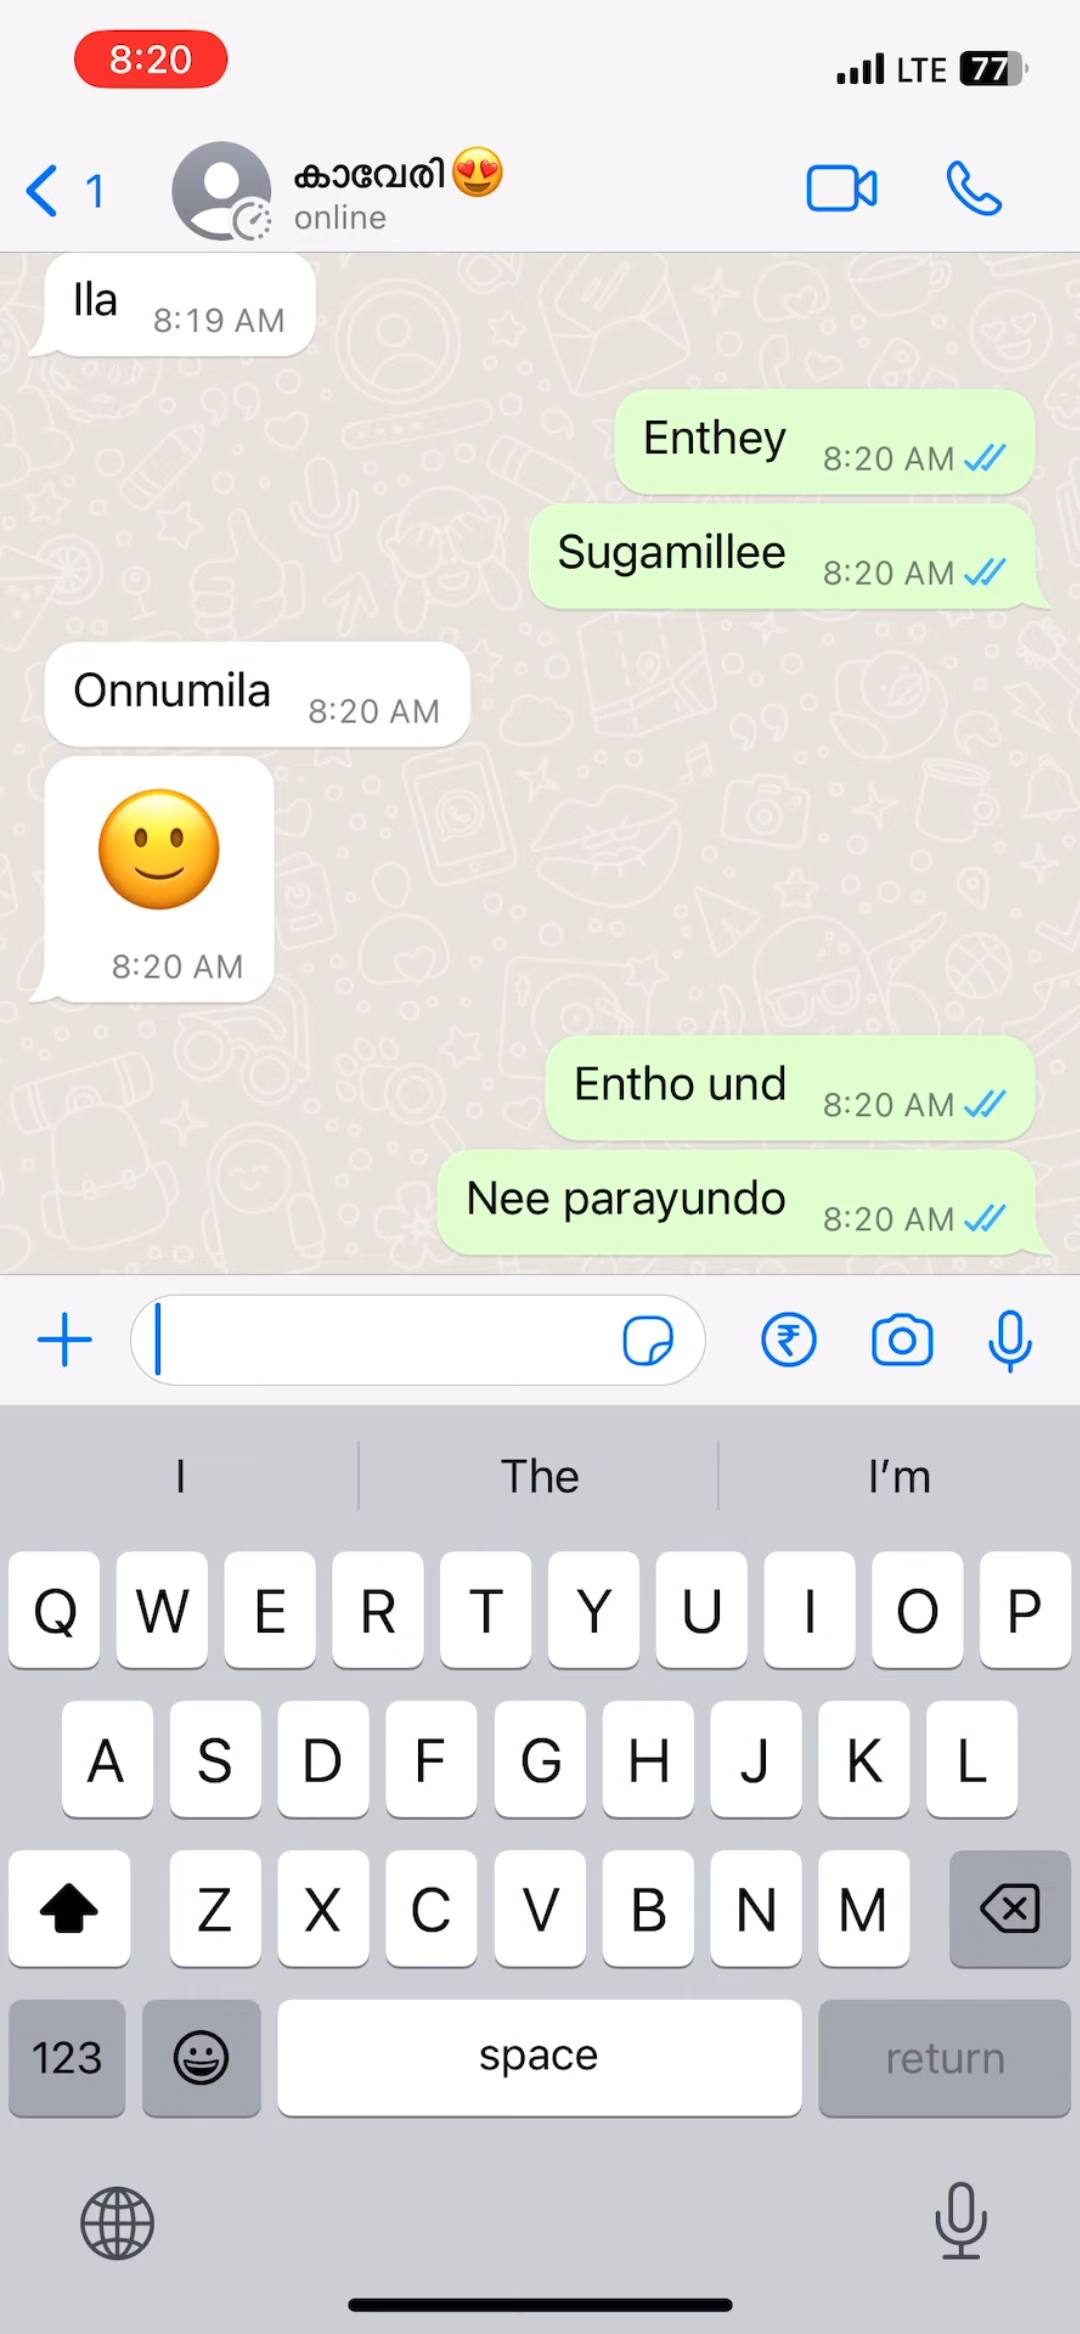 8:20
LTE 77
1
കാവേരി😍
online
Ila 8:19 AM
Enthey 8:20 AM
Sugamillee 8:20 AM
Onnumila 8:20 AM
🙂
8:20 AM
Entho und 8:20 AM
Nee parayundo 8:20 AM
₹
I The I’m
Q W E R T Y U I O P
A S D F G H J K L
Z X C V B N M
123 space return